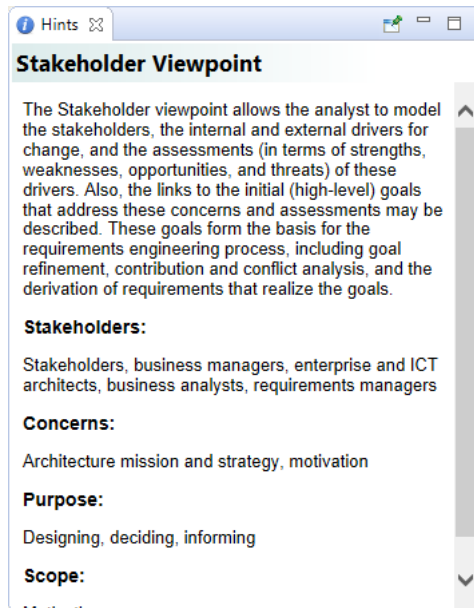 Hints
Stakeholder Viewpoint
The Stakeholder viewpoint allows the analyst to model
the stakeholders, the internal and external drivers for
change, and the assessments (in terms of strengths,
weaknesses, opportunities, and threats) of these
drivers. Also, the links to the initial (high-level) goals
that address these concerns and assessments may be
described. These goals form the basis for the
requirements engineering process, including goal
refinement, contribution and conflict analysis, and the
derivation of requirements that realize the goals.
Stakeholders:
Stakeholders, business managers, enterprise and ICT
architects, business analysts, requirements managers
Concerns:
Architecture mission and strategy, motivation
Purpose:
Designing, deciding, informing
Scope: